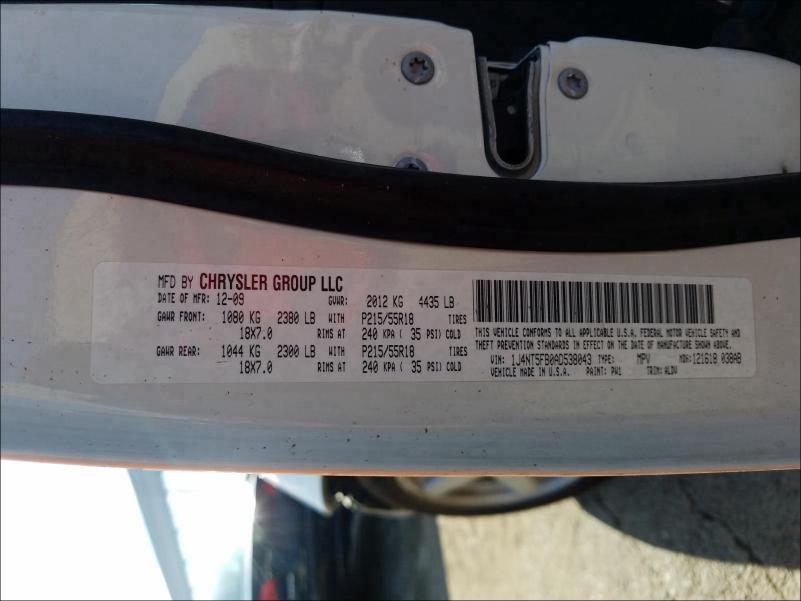 MFD BY CHRYSLER GROUP LLC
DATE OF MFR: 12-09 GVWR: 2012 KG 4435 LB
GAWR FRONT: 1080 KG 2380 LB WITH P215/55R18 TIRES
18X7.0 RIMS AT 240 KPA ( 35 PSI) COLD
GAWR REAR: 1044 KG 2300 LB WITH P215/55R18 TIRES
18X7.0 RIMS AT 240 KPA ( 35 PSI) COLD
THIS VEHICLE CONFORMS TO ALL APPLICABLE U.S.A. FEDERAL MOTOR VEHICLE SAFETY AND
THEFT PREVENTION STANDARDS IN EFFECT ON THE DATE OF MANUFACTURE SHOWN ABOVE.
VIN: 1J4NT5FB0AD538043 TYPE: MPV MDH: 121618 038AB
VEHICLE MADE IN U.S.A. PAINT: PW1 TRIM: ALDV